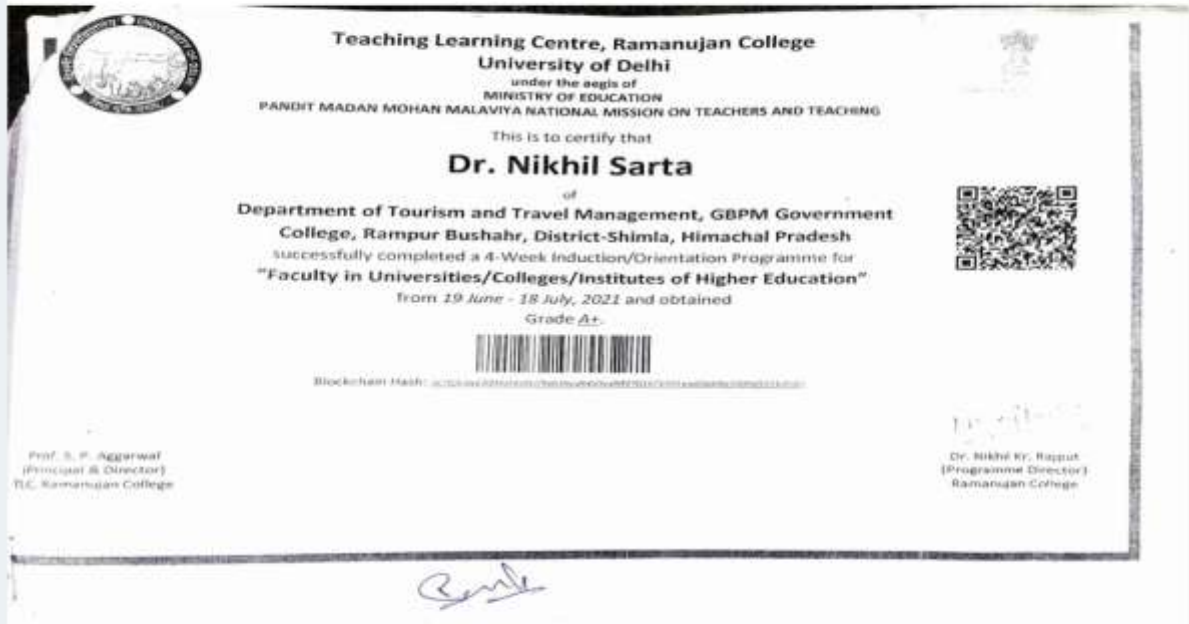 Teaching Learning Centre, Ramanujan College
University of Delhi
under the aegis of
MINISTRY OF EDUCATION
PANDIT MADAN MOHAN MALAVIYA NATIONAL MISSION ON TEACHERS AND TEACHING
This is to certify that
Dr. Nikhil Sarta
of
Department of Tourism and Travel Management, GBPM Government
College, Rampur Bushahr, District-Shimla, Himachal Pradesh
successfully completed a 4-Week Induction/Orientation Programme for
"Faculty in Universities/Colleges/Institutes of Higher Education"
from 19 June - 18 July, 2021 and obtained
Grade A+.
Blockchain Hash:
Prof. S. P. Aggarwal
(Principal & Director)
TLC, Ramanujan College
Dr. Nikhil Kr. Rajput
(Programme Director)
Ramanujan College